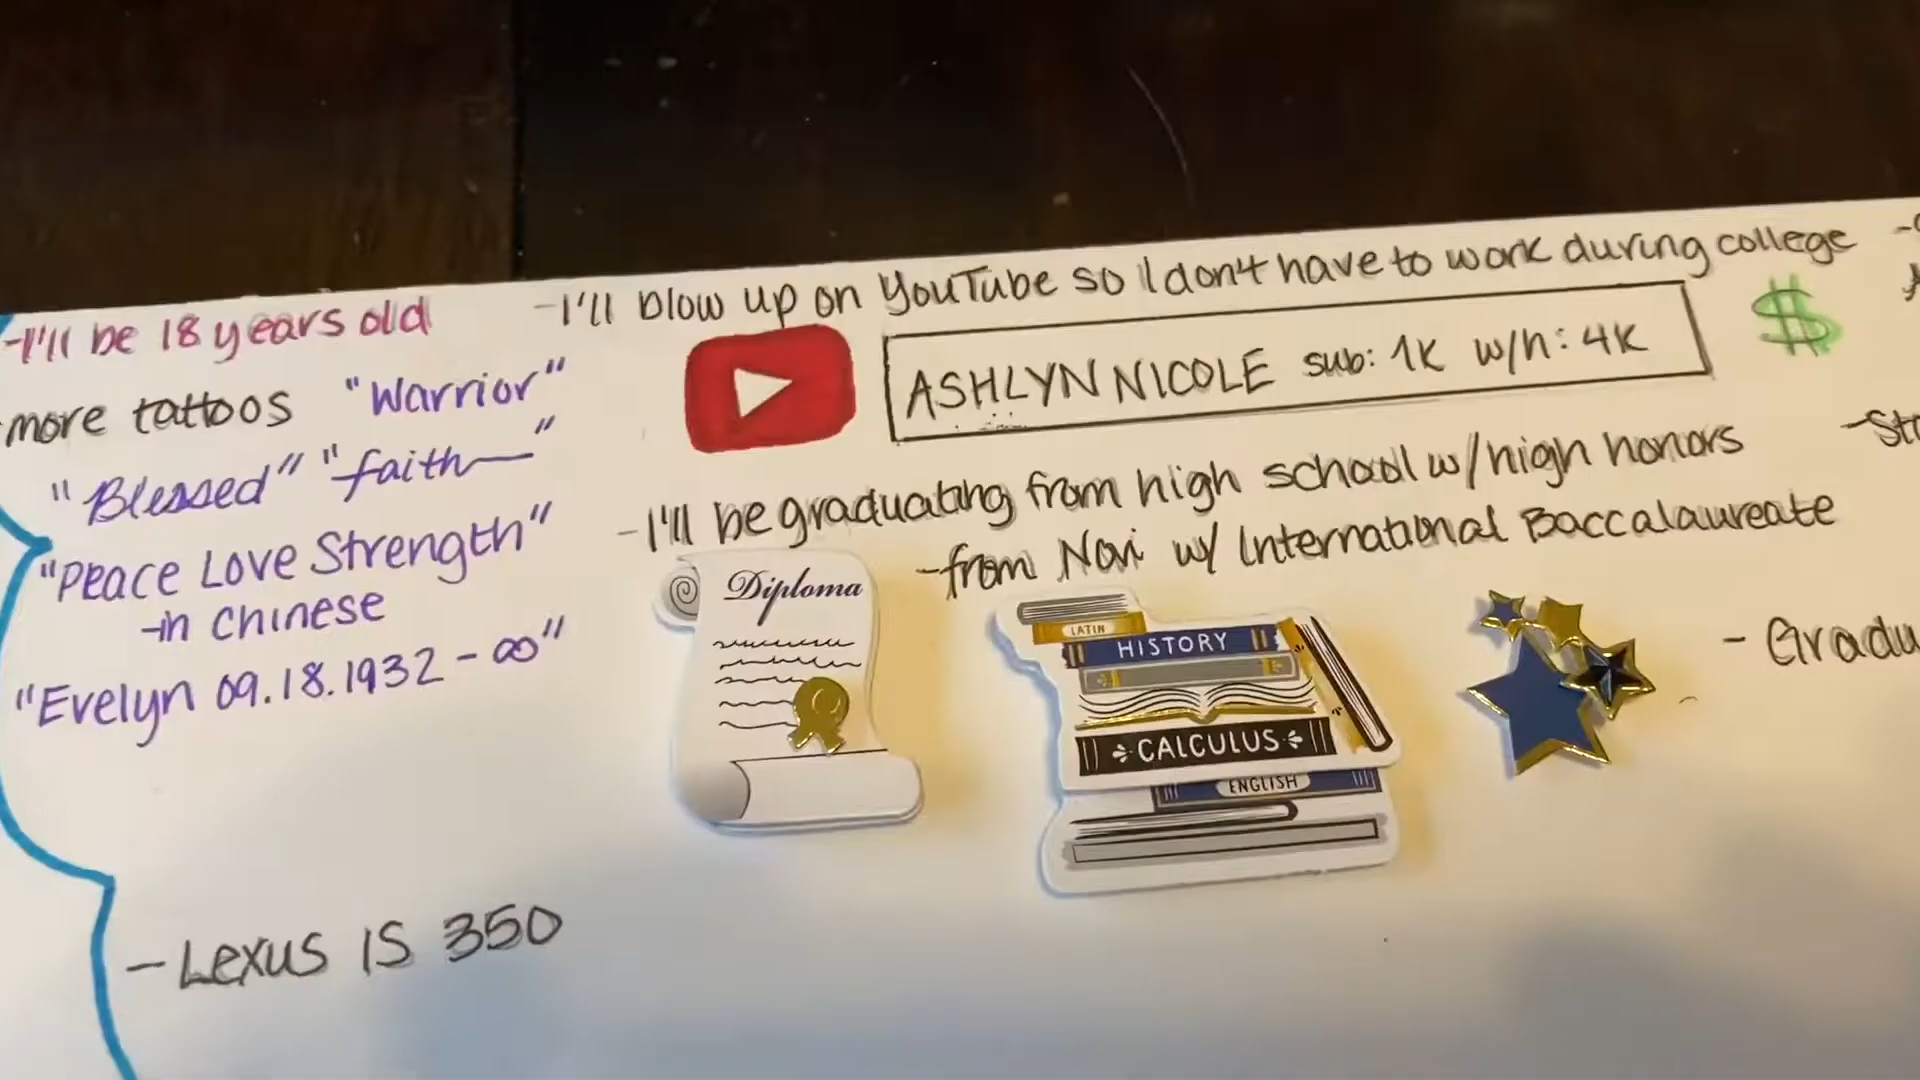 -I'll be 18 years old
more tattoos "Warrior"
"Blessed" "faith"
"Peace Love Strength"
-in Chinese
"Evelyn 09.18.1932 - ∞"
- Lexus IS 350
-I'll blow up on YouTube so I don't have to work during college
ASHLYN NICOLE sub: 1K w/h: 4K
$
-I'll be graduating from high school w/high honors
-from Novi w/ International Baccalaureate
Diploma
LATIN
HISTORY
CALCULUS
ENGLISH